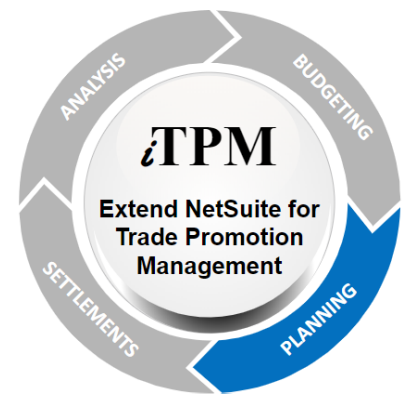 ANALYSIS
BUDGETING
iTPM
Extend NetSuite for
Trade Promotion
Management
SETTLEMENTS
PLANNING